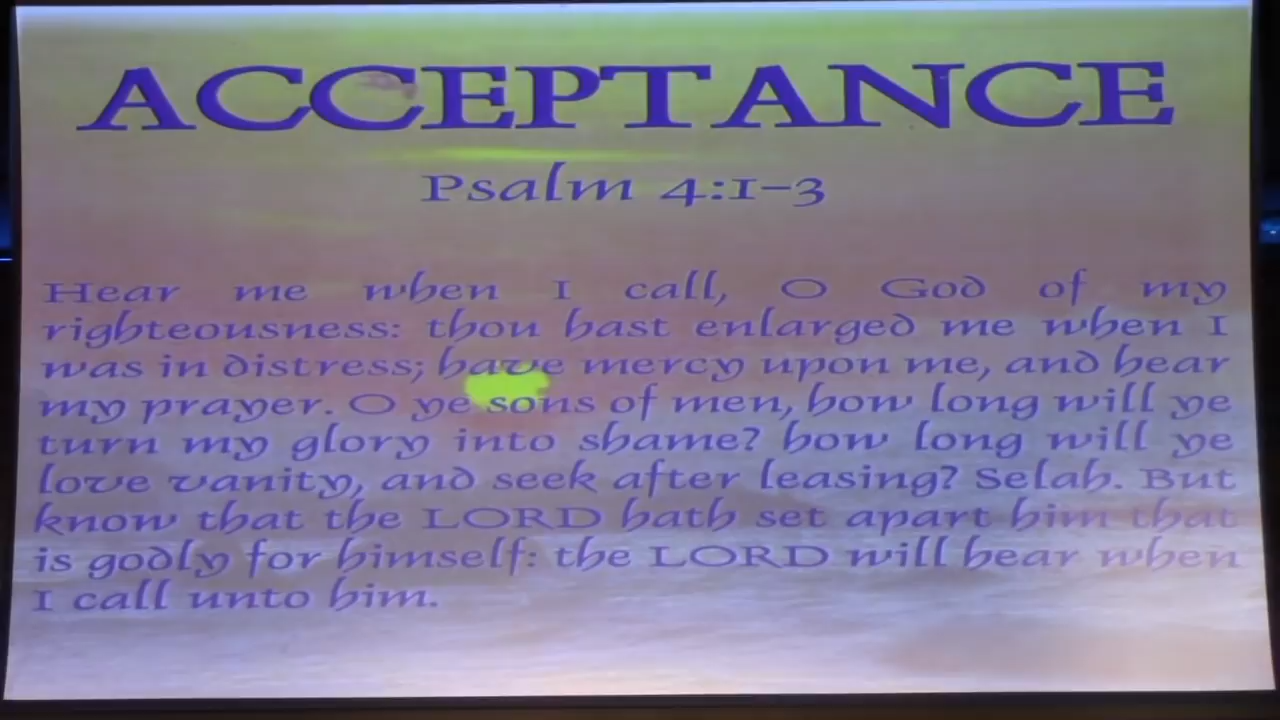 ACCEPTANCE
Psalm 4:1-3
Hear me when I call, O God of my
righteousness: thou hast enlarged me when I
was in distress; have mercy upon me, and hear
my prayer. O ye sons of men, how long will ye
turn my glory into shame? how long will ye
love vanity, and seek after leasing? Selah. But
know that the LORD hath set apart him that
is godly for himself: the LORD will hear when
I call unto him.